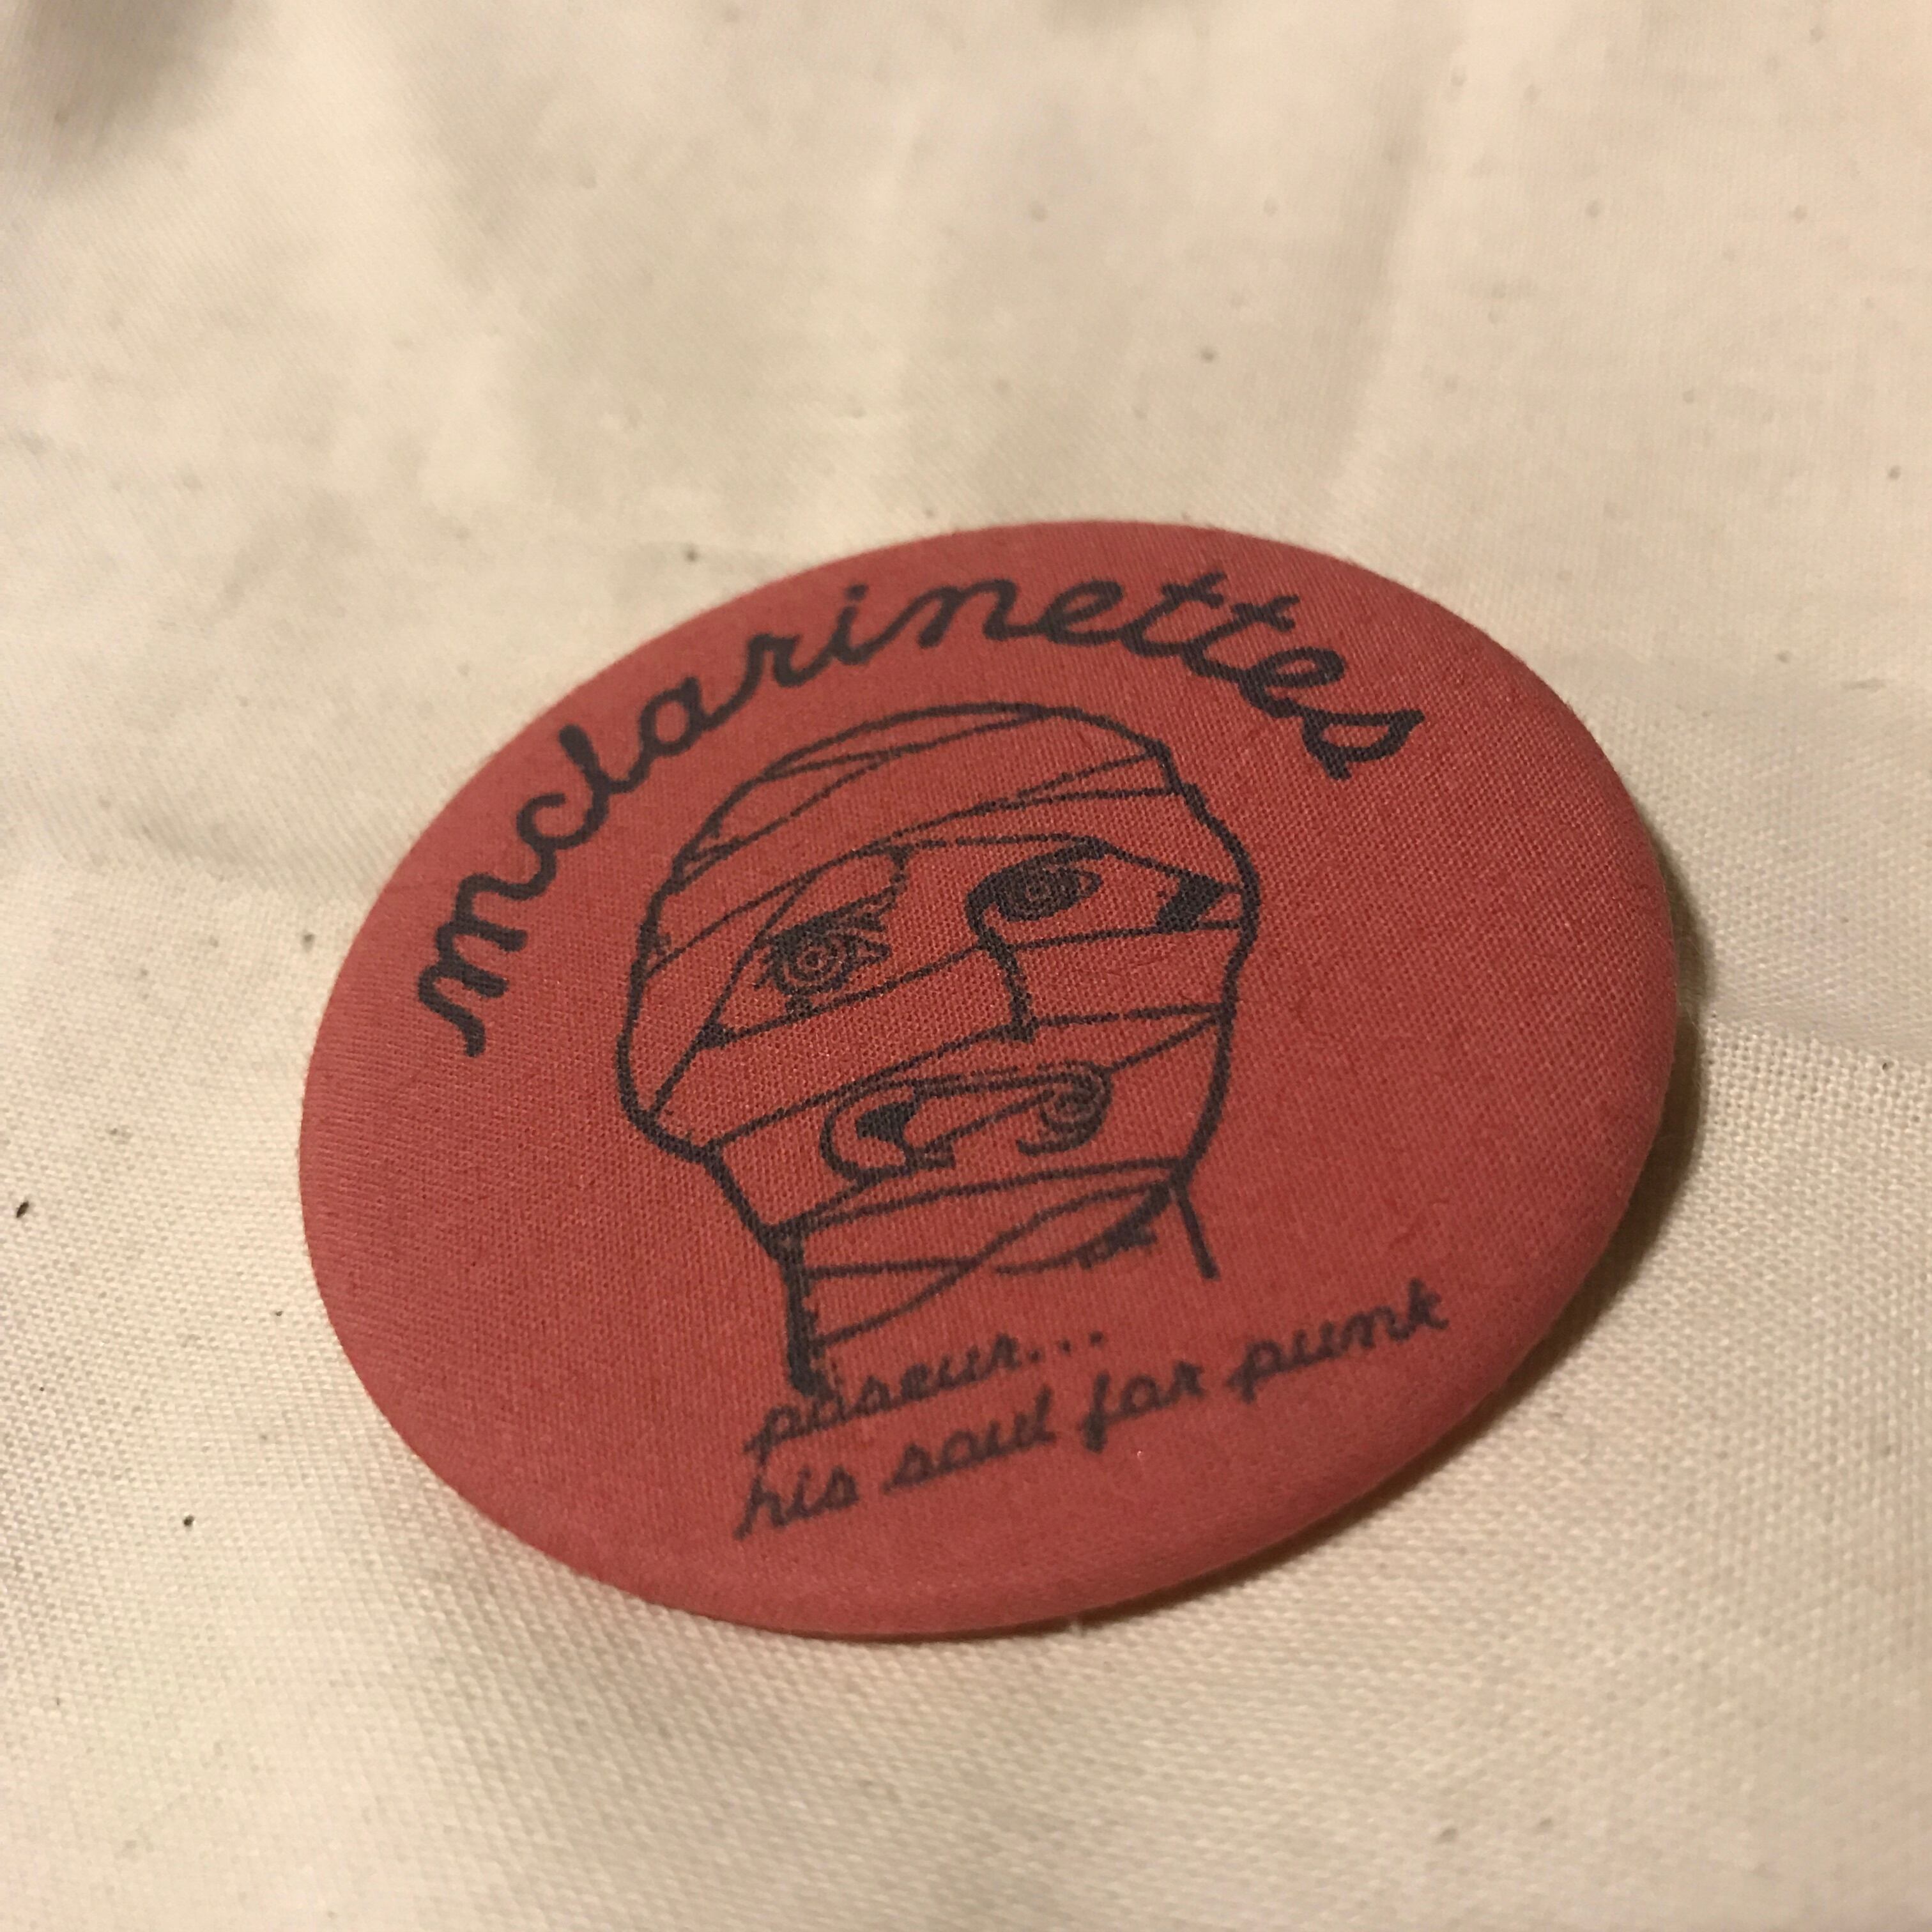 mclarinettes
poseur...
his soul for punk